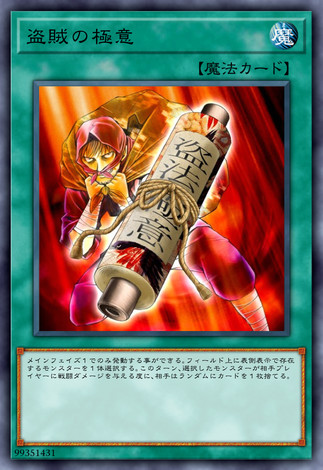 盗賊の極意
魔
【魔法カード】
盗法極意
メインフェイズ１でのみ発動する事ができる。フィールド上に表側表示で存在
するモンスターを１体選択する。このターン、選択したモンスターが相手プレ
イヤーに戦闘ダメージを与える度に、相手はランダムにカードを１枚捨てる。
99351431